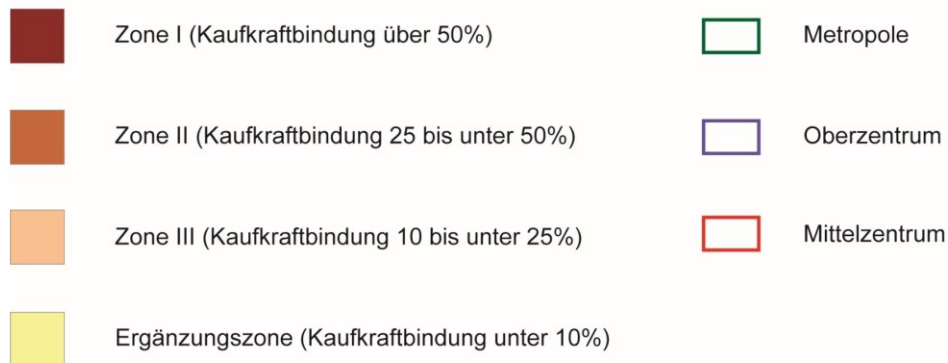 Zone I (Kaufkraftbindung über 50%)
Zone II (Kaufkraftbindung 25 bis unter 50%)
Zone III (Kaufkraftbindung 10 bis unter 25%)
Ergänzungszone (Kaufkraftbindung unter 10%)
Metropole
Oberzentrum
Mittelzentrum